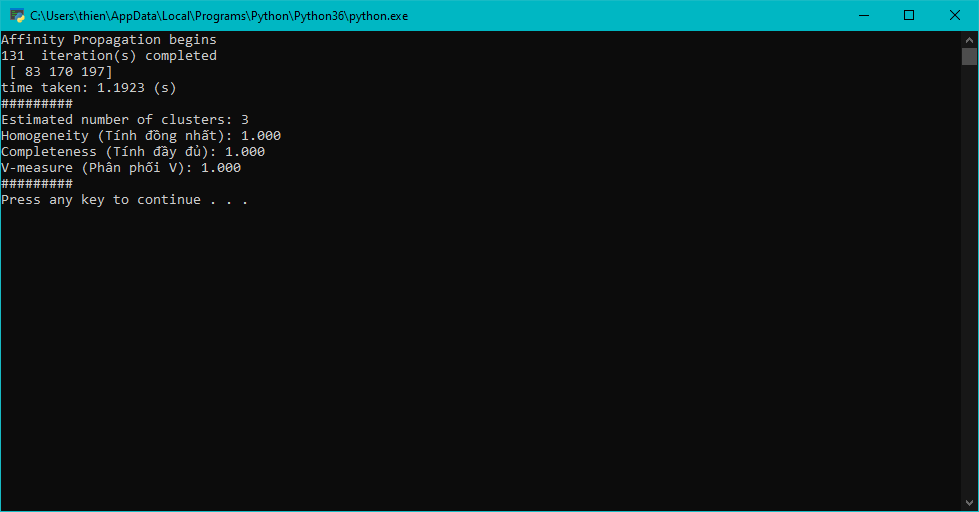 C:\Users\thien\AppData\Local\Programs\Python\Python36\python.exe
Affinity Propagation begins
131  iteration(s) completed
 [ 83 170 197]
time taken: 1.1923 (s)
#########
Estimated number of clusters: 3
Homogeneity (Tính đồng nhất): 1.000
Completeness (Tính đầy đủ): 1.000
V-measure (Phân phối V): 1.000
#########
Press any key to continue . . .